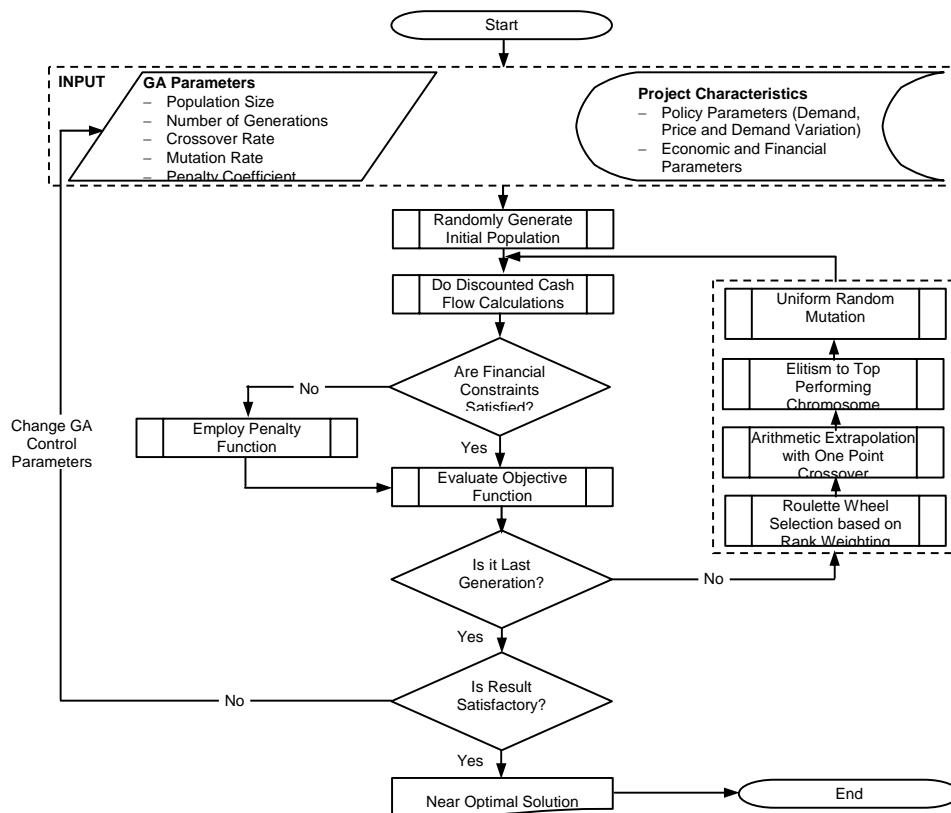 Start
INPUT
GA Parameters
– Population Size
– Number of Generations
– Crossover Rate
– Mutation Rate
– Penalty Coefficient
Project Characteristics
– Policy Parameters (Demand,
Price and Demand Variation)
– Economic and Financial
Parameters
Randomly Generate
Initial Population
Do Discounted Cash
Flow Calculations
Are Financial
Constraints
Satisfied?
No
Employ Penalty
Function
Yes
Evaluate Objective
Function
Is it Last
Generation?
No
Roulette Wheel
Selection based on
Rank Weighting
Arithmetic Extrapolation
with One Point
Crossover
Elitism to Top
Performing
Chromosome
Uniform Random
Mutation
Yes
Is Result
Satisfactory?
No
Change GA
Control
Parameters
Yes
Near Optimal Solution
End